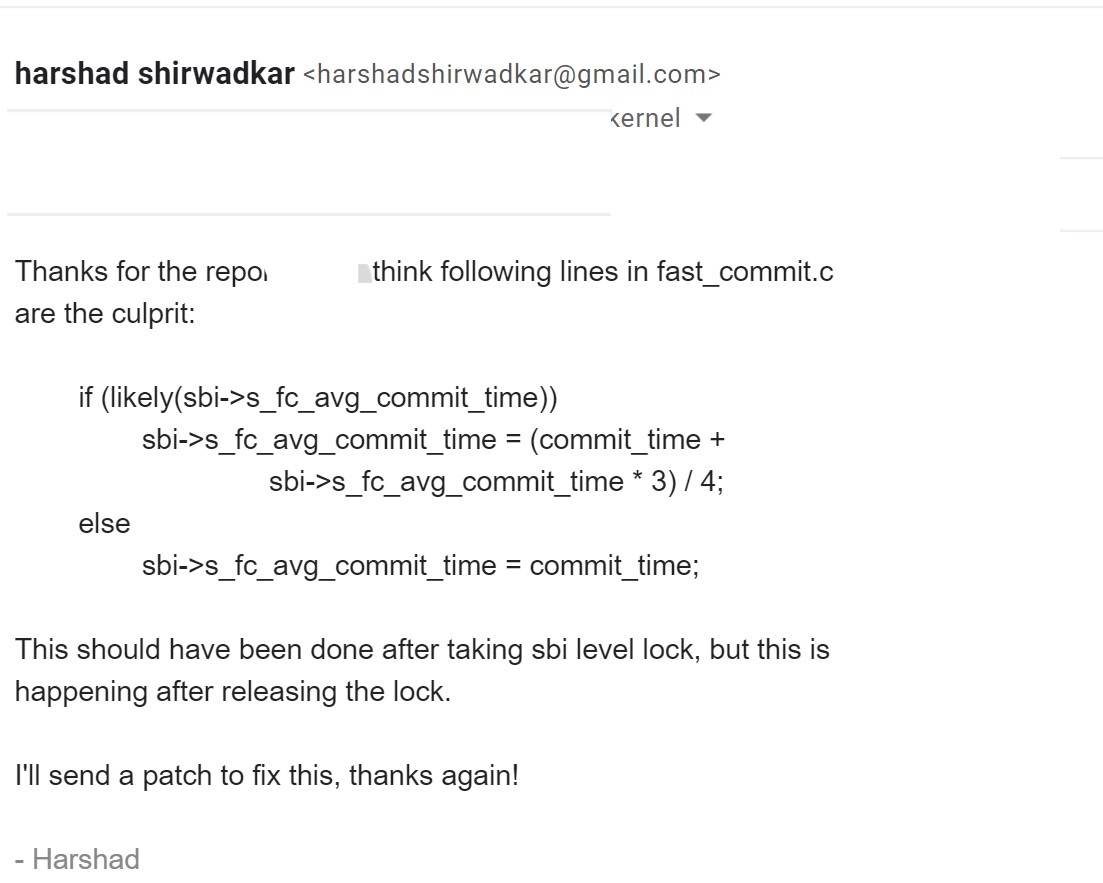 harshad shirwadkar <harshadshirwadkar@gmail.com>
kernel
Thanks for the think following lines in fast_commit.c
are the culprit:
if (likely(sbi->s_fc_avg_commit_time))
sbi->s_fc_avg_commit_time = (commit_time +
sbi->s_fc_avg_commit_time * 3) / 4;
else
sbi->s_fc_avg_commit_time = commit_time;
This should have been done after taking sbi level lock, but this is
happening after releasing the lock.
I'll send a patch to fix this, thanks again!
- Harshad